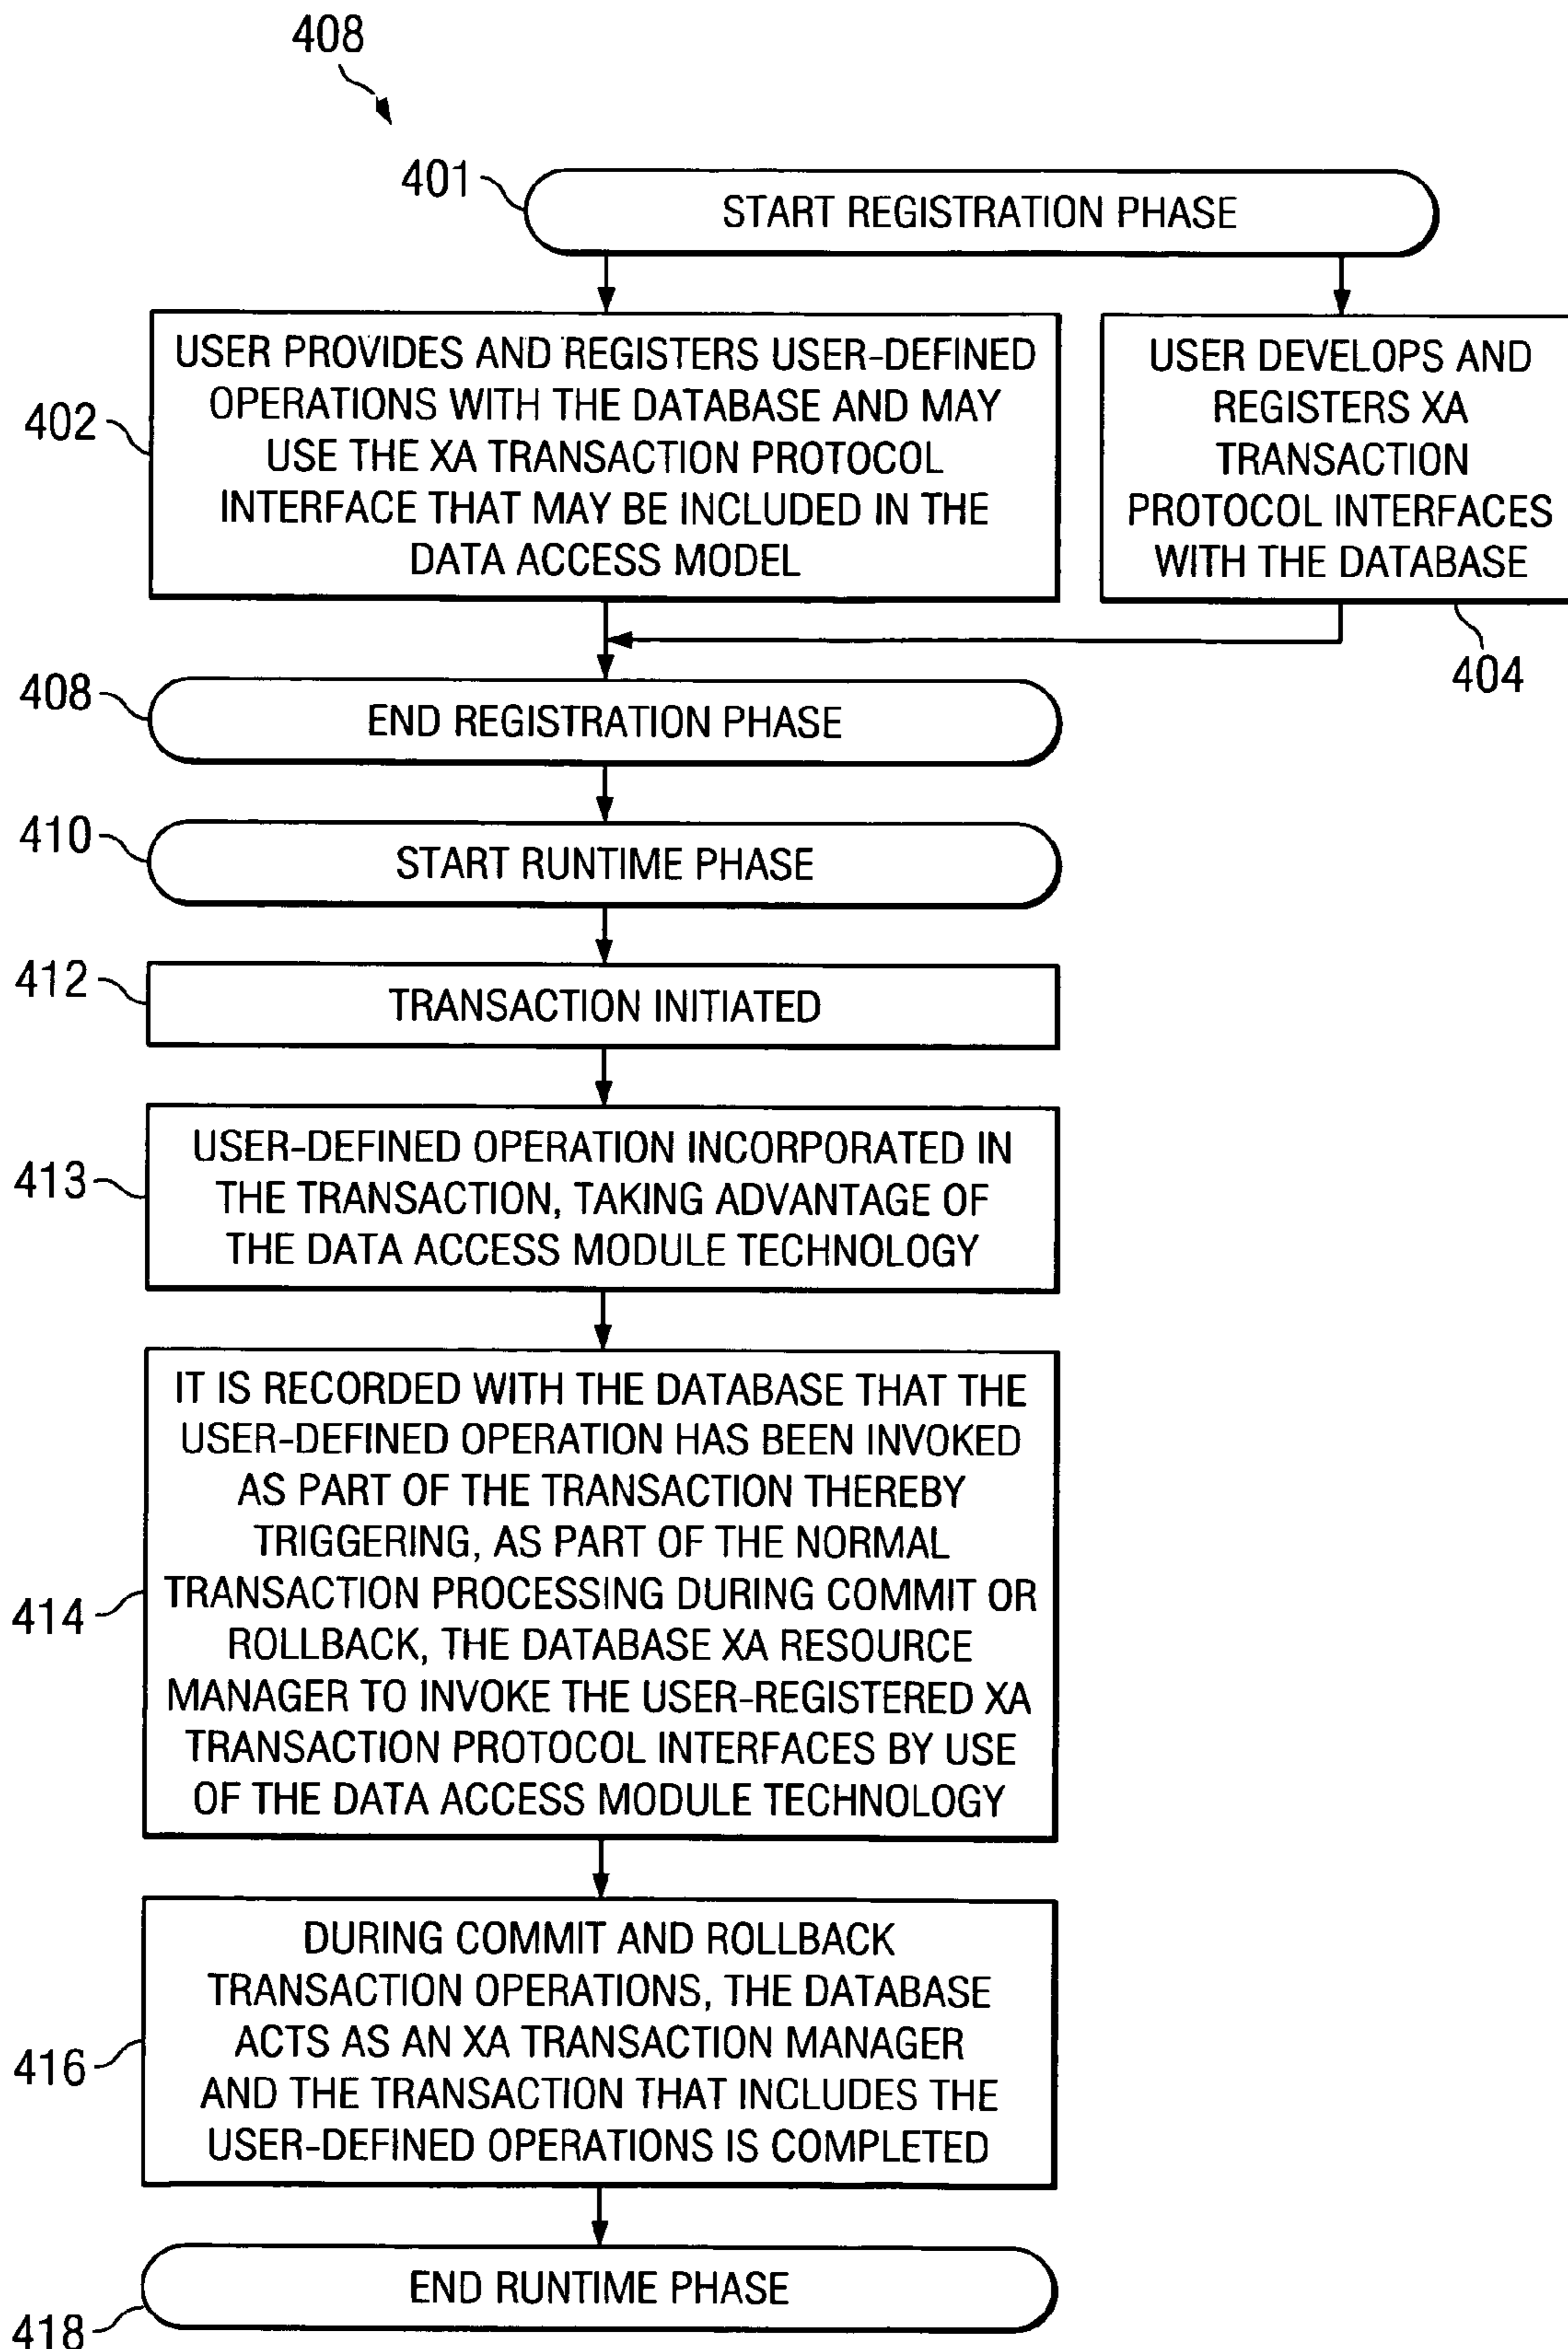 408
401
START REGISTRATION PHASE
402
USER PROVIDES AND REGISTERS USER-DEFINED
OPERATIONS WITH THE DATABASE AND MAY
USE THE XA TRANSACTION PROTOCOL
INTERFACE THAT MAY BE INCLUDED IN THE
DATA ACCESS MODEL
USER DEVELOPS AND
REGISTERS XA
TRANSACTION
PROTOCOL INTERFACES
WITH THE DATABASE
404
408
END REGISTRATION PHASE
410
START RUNTIME PHASE
412
TRANSACTION INITIATED
413
USER-DEFINED OPERATION INCORPORATED IN
THE TRANSACTION, TAKING ADVANTAGE OF
THE DATA ACCESS MODULE TECHNOLOGY
414
IT IS RECORDED WITH THE DATABASE THAT THE
USER-DEFINED OPERATION HAS BEEN INVOKED
AS PART OF THE TRANSACTION THEREBY
TRIGGERING, AS PART OF THE NORMAL
TRANSACTION PROCESSING DURING COMMIT OR
ROLLBACK, THE DATABASE XA RESOURCE
MANAGER TO INVOKE THE USER-REGISTERED XA
TRANSACTION PROTOCOL INTERFACES BY USE
OF THE DATA ACCESS MODULE TECHNOLOGY
416
DURING COMMIT AND ROLLBACK
TRANSACTION OPERATIONS, THE DATABASE
ACTS AS AN XA TRANSACTION MANAGER
AND THE TRANSACTION THAT INCLUDES THE
USER-DEFINED OPERATIONS IS COMPLETED
END RUNTIME PHASE
418